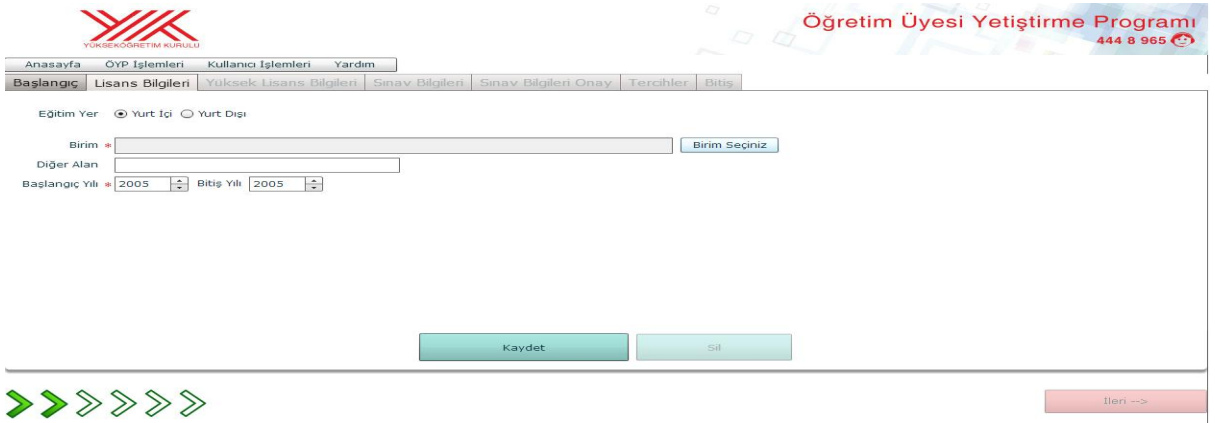 YÜKSEKÖĞRETİM KURULU
Öğretim Üyesi Yetiştirme Programı
444 8 965
Anasayfa ÖYP İşlemleri Kullanıcı İşlemleri Yardım
Başlangıç Lisans Bilgileri Yüksek Lisans Bilgileri Sınav Bilgileri Sınav Bilgileri Onay Tercihler Bitiş
Eğitim Yer Yurt İçi Yurt Dışı
Birim * Birim Seçiniz
Diğer Alan
Başlangıç Yılı * 2005 Bitiş Yılı 2005
Kaydet Sil
İleri -->